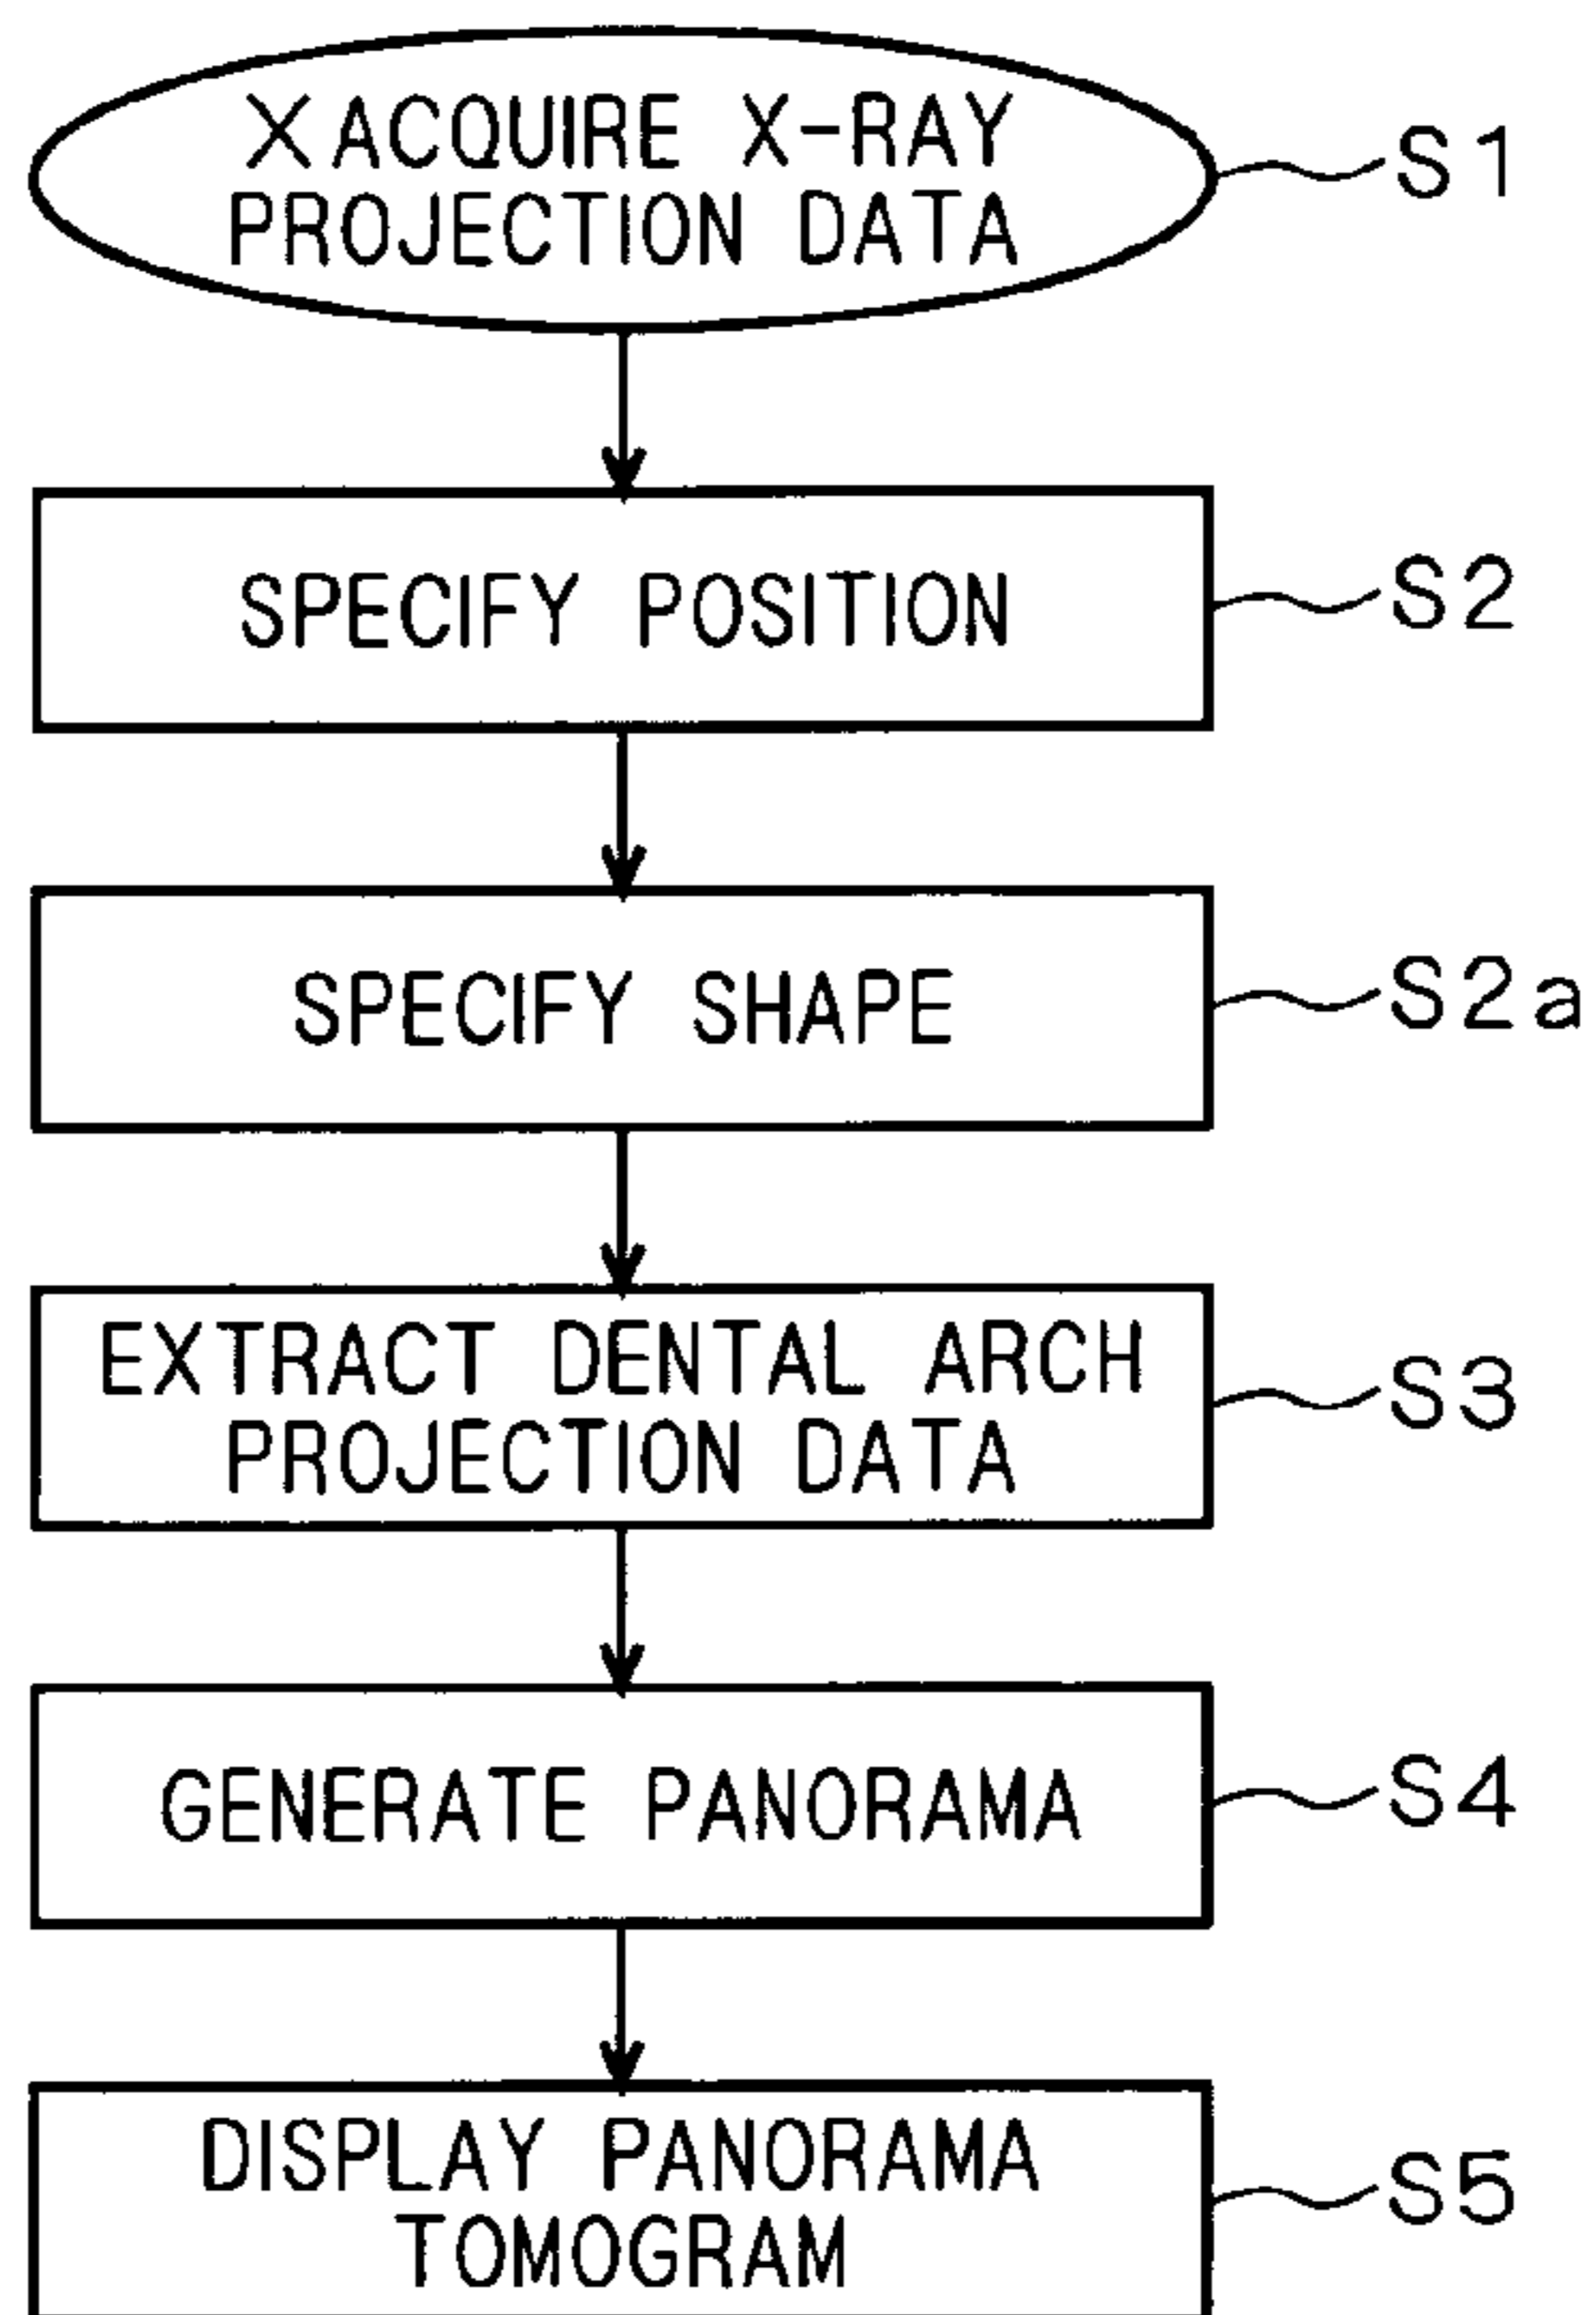 X ACQUIRE X-RAY
PROJECTION DATA
S1
SPECIFY POSITION
S2
SPECIFY SHAPE
S2a
EXTRACT DENTAL ARCH
PROJECTION DATA
S3
GENERATE PANORAMA
S4
DISPLAY PANORAMA
TOMOGRAM
S5